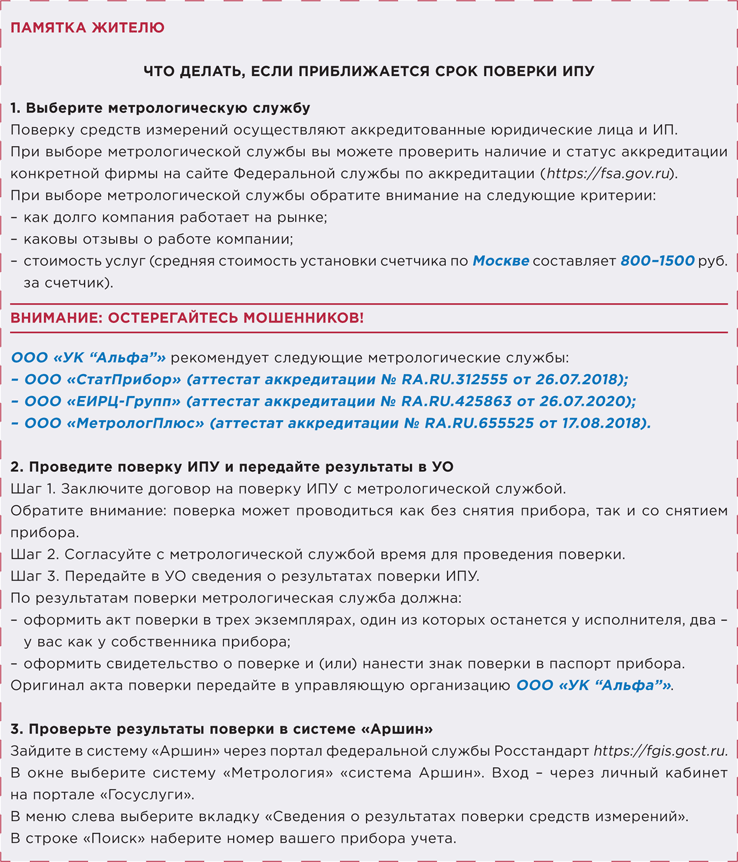 ПАМЯТКА ЖИТЕЛЮ
ЧТО ДЕЛАТЬ, ЕСЛИ ПРИБЛИЖАЕТСЯ СРОК ПОВЕРКИ ИПУ
1. Выберите метрологическую службу
Поверку средств измерений осуществляют аккредитованные юридические лица и ИП.
При выборе метрологической службы вы можете проверить наличие и статус аккредитации
конкретной фирмы на сайте Федеральной службы по аккредитации (https://fsa.gov.ru).
При выборе метрологической службы обратите внимание на следующие критерии:
– как долго компания работает на рынке;
– каковы отзывы о работе компании;
– стоимость услуг (средняя стоимость установки счетчика по Москве составляет 800–1500 руб.
за счетчик).
ВНИМАНИЕ: ОСТЕРЕГАЙТЕСЬ МОШЕННИКОВ!
ООО «УК “Альфа”» рекомендует следующие метрологические службы:
– ООО «СтатПрибор» (аттестат аккредитации № RA.RU.312555 от 26.07.2018);
– ООО «ЕИРЦ-Групп» (аттестат аккредитации № RA.RU.425863 от 26.07.2020);
– ООО «МетрологПлюс» (аттестат аккредитации № RA.RU.655525 от 17.08.2018).
2. Проведите поверку ИПУ и передайте результаты в УО
Шаг 1. Заключите договор на поверку ИПУ с метрологической службой.
Обратите внимание: поверка может проводиться как без снятия прибора, так и со снятием
прибора.
Шаг 2. Согласуйте с метрологической службой время для проведения поверки.
Шаг 3. Передайте в УО сведения о результатах поверки ИПУ.
По результатам поверки метрологическая служба должна:
– оформить акт поверки в трех экземплярах, один из которых останется у исполнителя, два –
у вас как у собственника прибора;
– оформить свидетельство о поверке и (или) нанести знак поверки в паспорт прибора.
Оригинал акта поверки передайте в управляющую организацию ООО «УК “Альфа”».
3. Проверьте результаты поверки в системе «Аршин»
Зайдите в систему «Аршин» через портал федеральной службы Росстандарт https://fgis.gost.ru.
В окне выберите систему «Метрология» «система Аршин». Вход – через личный кабинет
на портале «Госуслуги».
В меню слева выберите вкладку «Сведения о результатах поверки средств измерений».
В строке «Поиск» наберите номер вашего прибора учета.